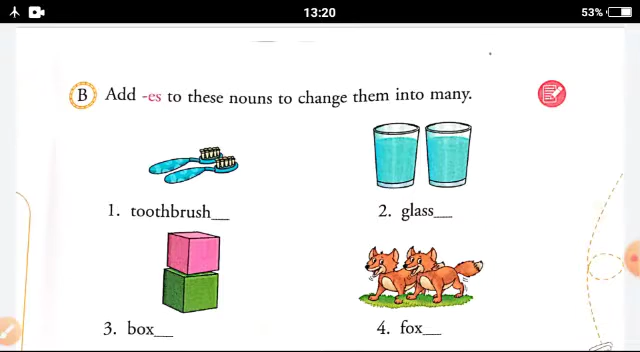 13:20
53%
B Add -es to these nouns to change them into many.
1. toothbrush__
2. glass__
3. box__
4. fox__